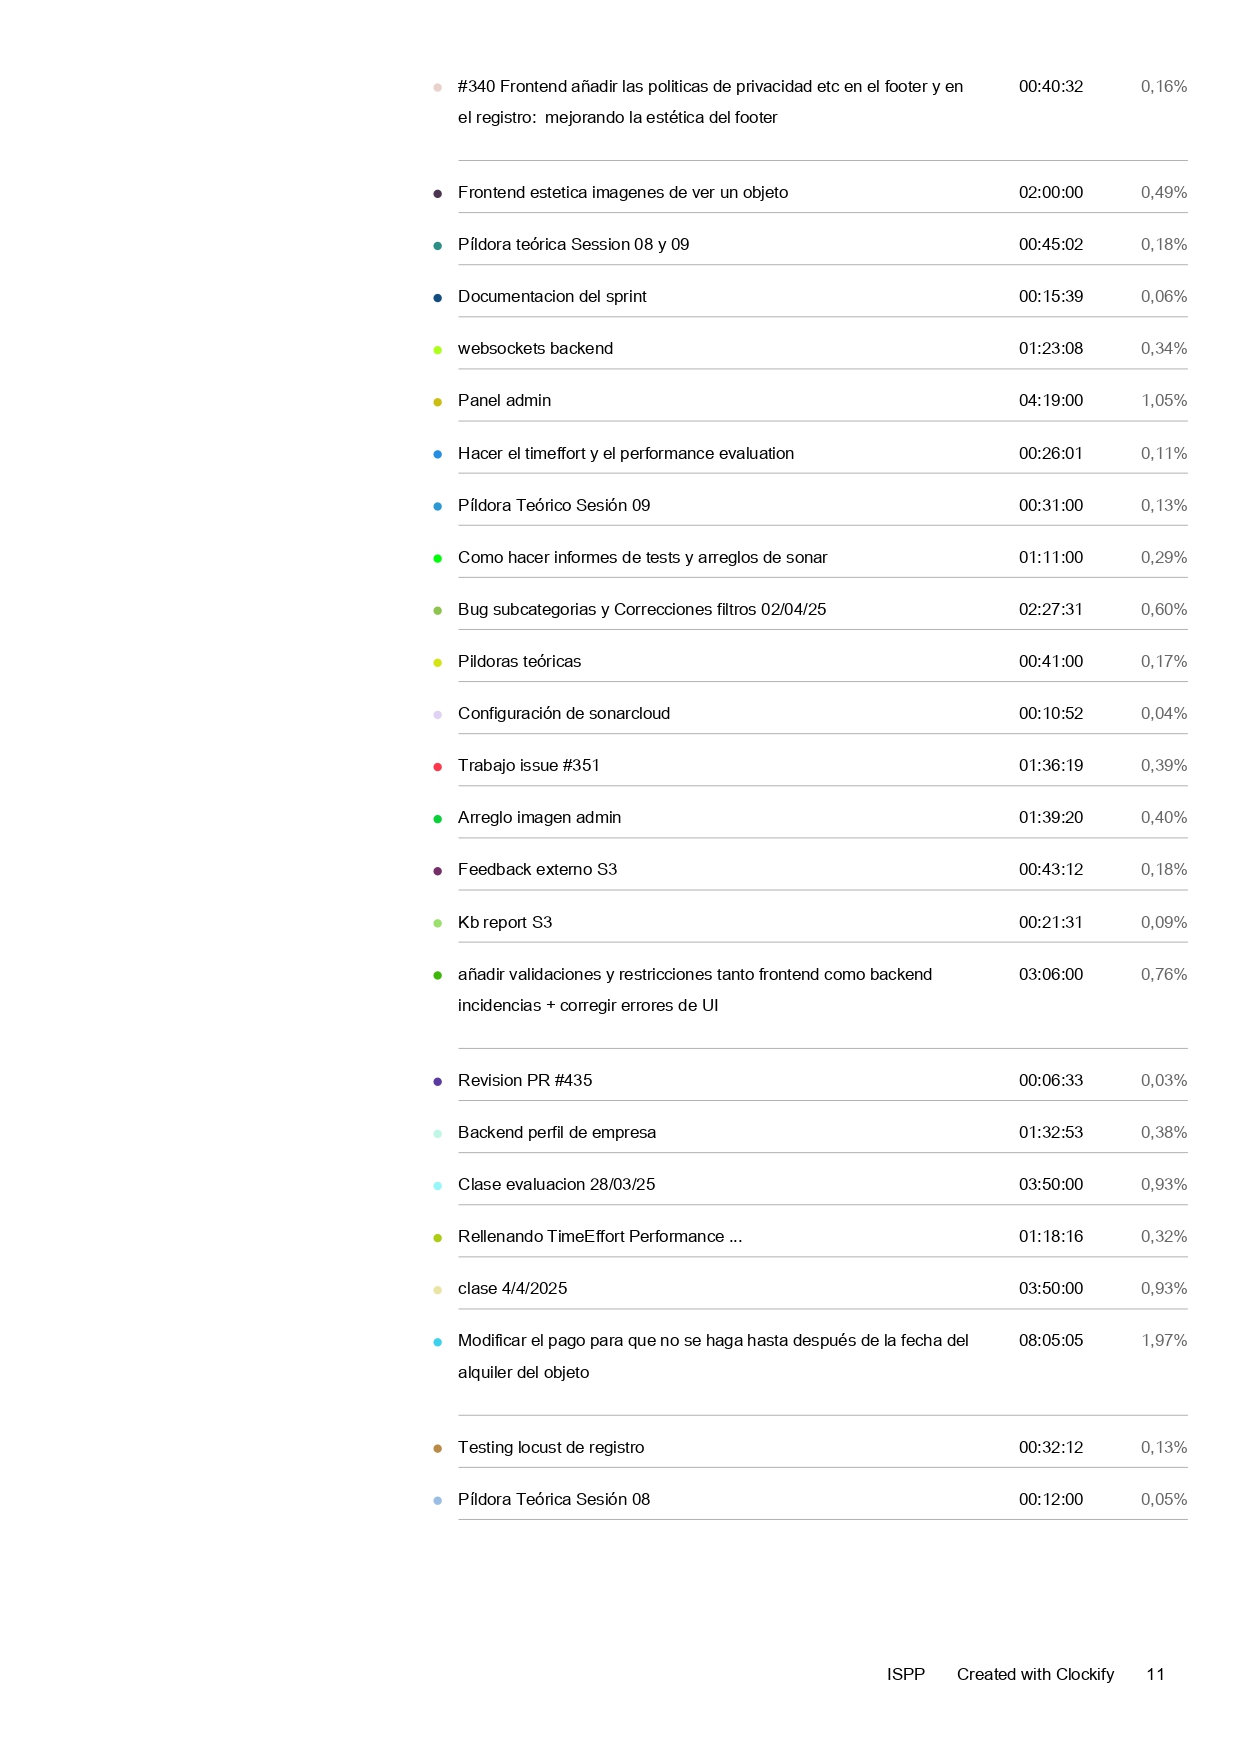 #340 Frontend añadir las politicas de privacidad etc en el footer y en 00:40:32 0,16%
el registro: mejorando la estética del footer
Frontend estetica imagenes de ver un objeto 02:00:00 0,49%
Píldora teórica Session 08 y 09 00:45:02 0,18%
Documentacion del sprint 00:15:39 0,06%
websockets backend 01:23:08 0,34%
Panel admin 04:19:00 1,05%
Hacer el timeffort y el performance evaluation 00:26:01 0,11%
Píldora Teórico Sesión 09 00:31:00 0,13%
Como hacer informes de tests y arreglos de sonar 01:11:00 0,29%
Bug subcategorias y Correcciones filtros 02/04/25 02:27:31 0,60%
Pildoras teóricas 00:41:00 0,17%
Configuración de sonarcloud 00:10:52 0,04%
Trabajo issue #351 01:36:19 0,39%
Arreglo imagen admin 01:39:20 0,40%
Feedback externo S3 00:43:12 0,18%
Kb report S3 00:21:31 0,09%
añadir validaciones y restricciones tanto frontend como backend 03:06:00 0,76%
incidencias + corregir errores de UI
Revision PR #435 00:06:33 0,03%
Backend perfil de empresa 01:32:53 0,38%
Clase evaluacion 28/03/25 03:50:00 0,93%
Rellenando TimeEffort Performance ... 01:18:16 0,32%
clase 4/4/2025 03:50:00 0,93%
Modificar el pago para que no se haga hasta después de la fecha del 08:05:05 1,97%
alquiler del objeto
Testing locust de registro 00:32:12 0,13%
Píldora Teórica Sesión 08 00:12:00 0,05%
ISPP Created with Clockify 11